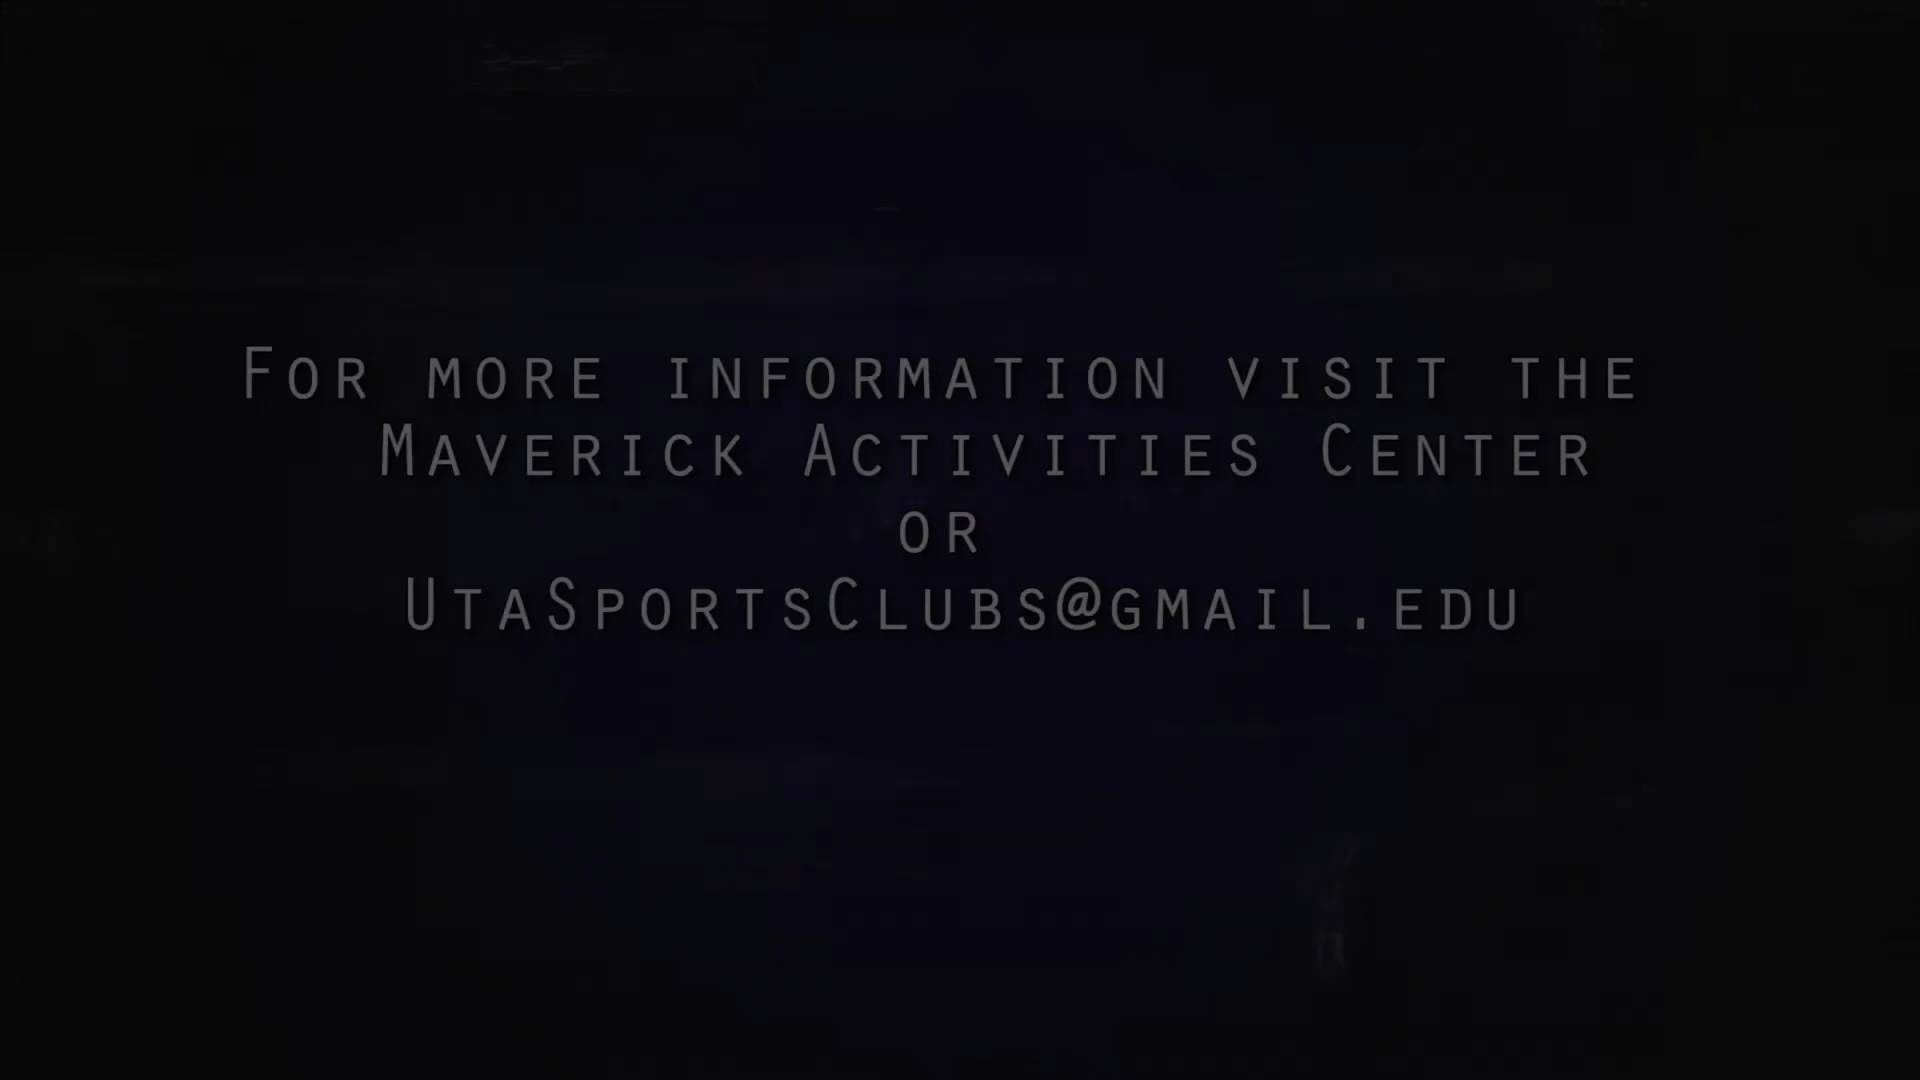 For more information visit the
Maverick Activities Center
or
UtaSportsClubs@gmail.edu